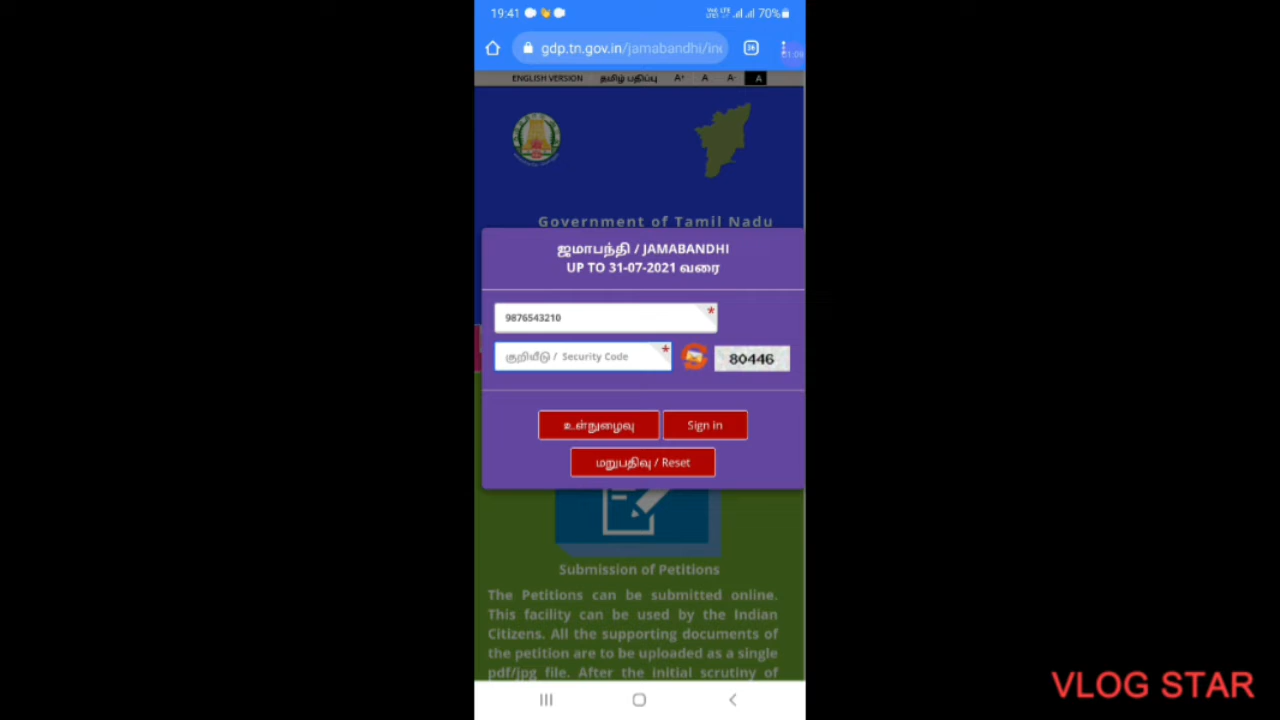 19:41
70%
gdp.tn.gov.in/jamabandhi/in
01:09
ENGLISH VERSION தமிழ் பதிப்பு A+ A A- A
Government of Tamil Nadu
ஜமாபந்தி / JAMABANDHI
UP TO 31-07-2021 வரை
9876543210 *
குறியீடு / Security Code * 80446
உள்நுழைவு Sign in
மறுபதிவு / Reset
Submission of Petitions
The Petitions can be submitted online.
This facility can be used by the Indian
Citizens. All the supporting documents of
the petition are to be uploaded as a single
pdf/jpg file. After the initial scrutiny of
VLOG STAR